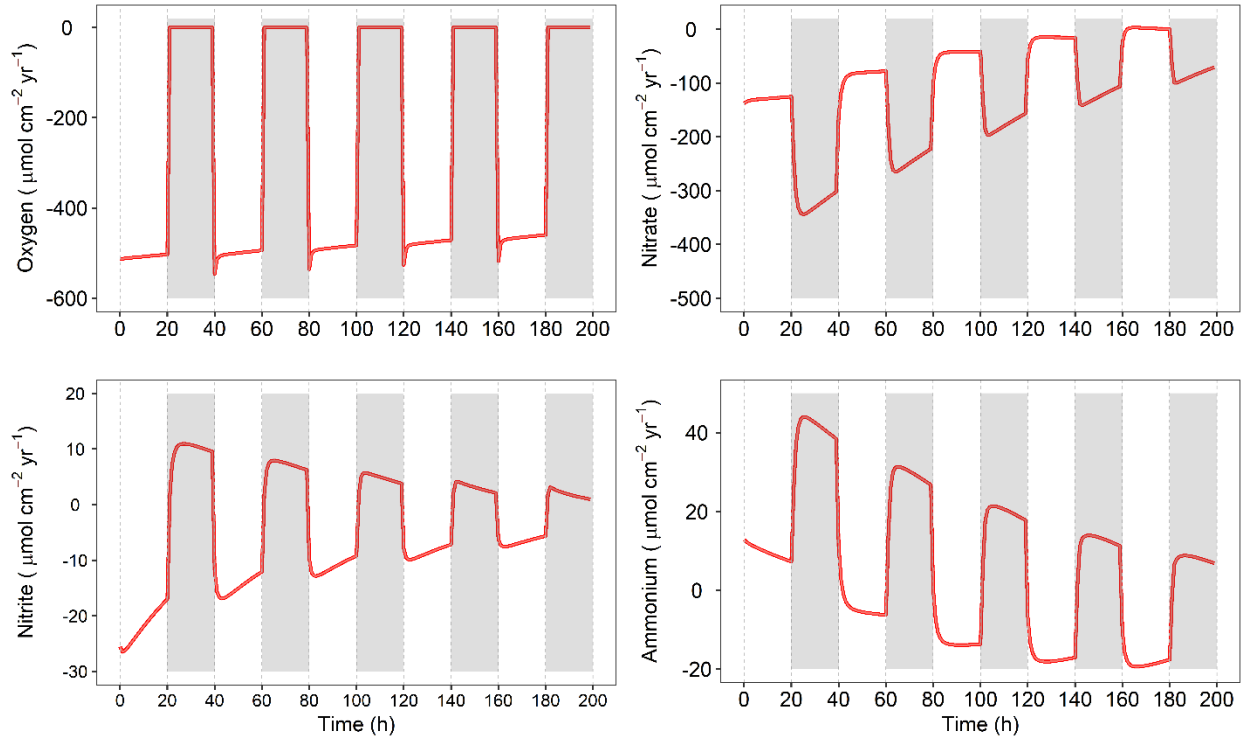 Oxygen ( μmol cm⁻² yr⁻¹)
0
-200
-400
-600
0 20 40 60 80 100 120 140 160 180 200
Nitrate ( μmol cm⁻² yr⁻¹)
0
-100
-200
-300
-400
-500
0 20 40 60 80 100 120 140 160 180 200
Nitrite ( μmol cm⁻² yr⁻¹)
20
10
0
-10
-20
-30
0 20 40 60 80 100 120 140 160 180 200
Time (h)
Ammonium ( μmol cm⁻² yr⁻¹)
40
20
0
-20
0 20 40 60 80 100 120 140 160 180 200
Time (h)